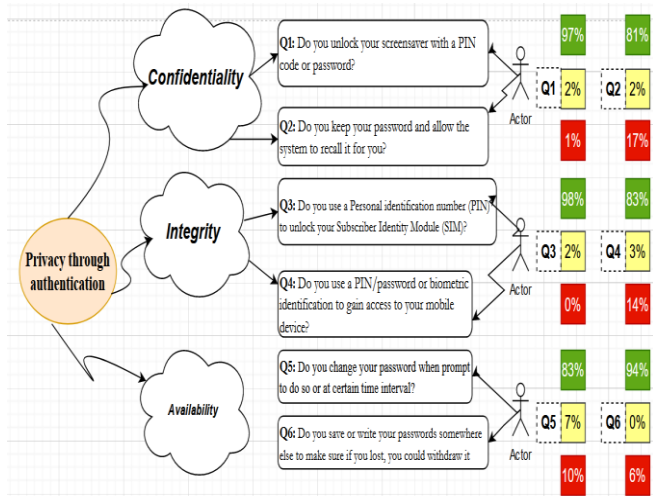 Privacy through
authentication
Confidentiality
Q1: Do you unlock your screensaver with a PIN
code or password?
Q2: Do you keep your password and allow the
system to recall it for you?
Actor
97%
81%
Q1
2%
Q2
2%
1%
17%
Integrity
Q3: Do you use a Personal identification number (PIN)
to unlock your Subscriber Identity Module (SIM)?
Q4: Do you use a PIN/password or biometric
identification to gain access to your mobile
device?
Actor
98%
83%
Q3
2%
Q4
3%
0%
14%
Availability
Q5: Do you change your password when prompt
to do so or at certain time interval?
Q6: Do you save or write your passwords somewhere
else to make sure if you lost, you could withdraw it
Actor
83%
94%
Q5
7%
Q6
0%
10%
6%